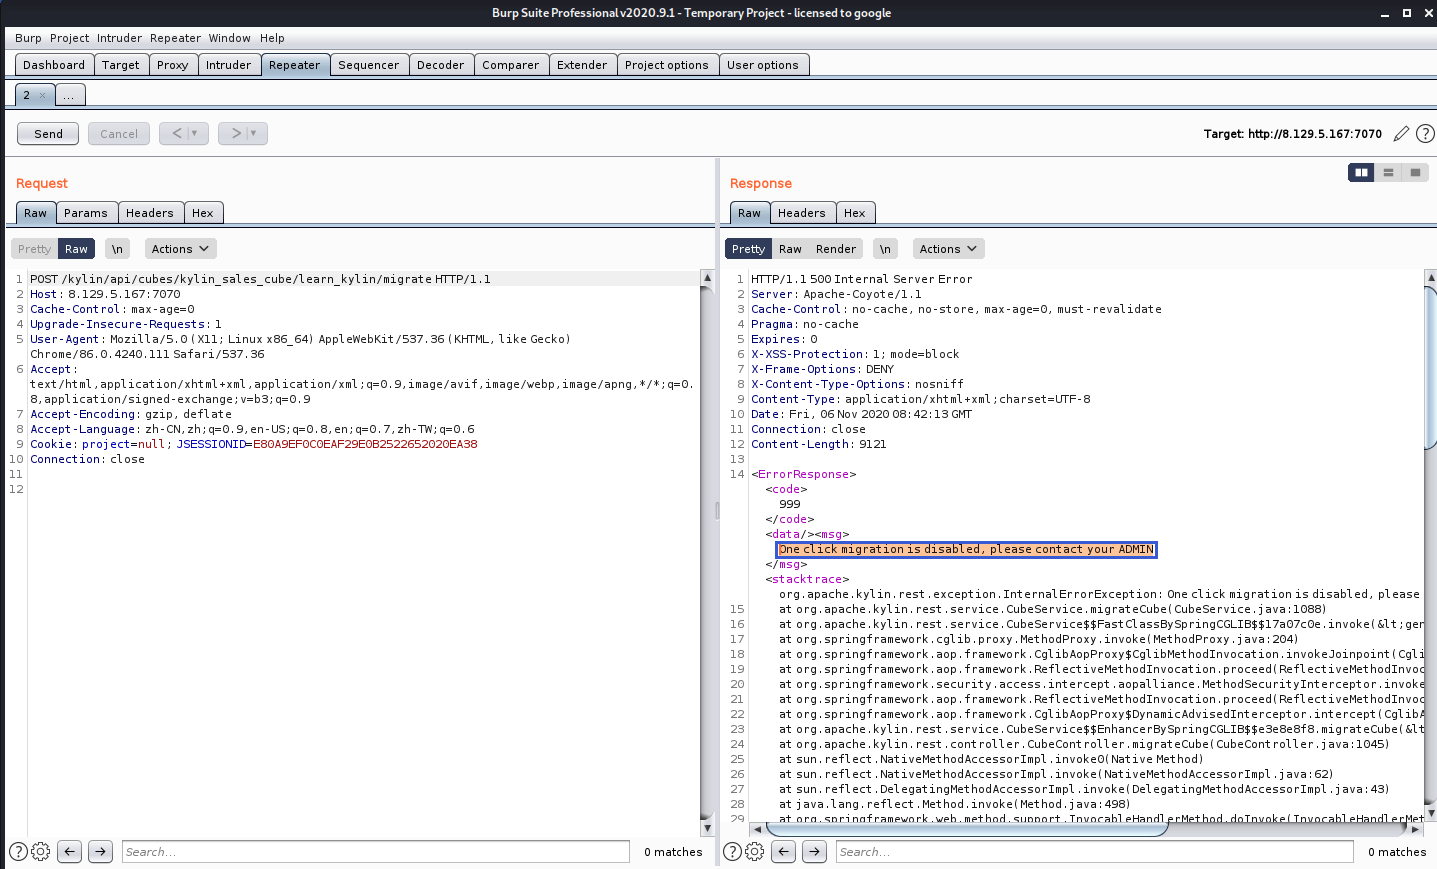 Burp Suite Professional v2020.9.1 - Temporary Project - licensed to google
Burp Project Intruder Repeater Window Help
Dashboard Target Proxy Intruder Repeater Sequencer Decoder Comparer Extender Project options User options
2 × ...
Send Cancel < > Target: http://8.129.5.167:7070 ?
Request
Raw Params Headers Hex
Pretty Raw \n Actions
1 POST /kylin/api/cubes/kylin_sales_cube/learn_kylin/migrate HTTP/1.1
2 Host: 8.129.5.167:7070
3 Cache-Control: max-age=0
4 Upgrade-Insecure-Requests: 1
5 User-Agent: Mozilla/5.0 (X11; Linux x86_64) AppleWebKit/537.36 (KHTML, like Gecko)
Chrome/86.0.4240.111 Safari/537.36
6 Accept:
text/html,application/xhtml+xml,application/xml;q=0.9,image/avif,image/webp,image/apng,*/*;q=0.
8,application/signed-exchange;v=b3;q=0.9
7 Accept-Encoding: gzip, deflate
8 Accept-Language: zh-CN,zh;q=0.9,en-US;q=0.8,en;q=0.7,zh-TW;q=0.6
9 Cookie: project=null; JSESSIONID=E80A9EF0C0EAF29E0B2522652020EA38
10 Connection: close
11
12
? Search... 0 matches
Response
Raw Headers Hex
Pretty Raw Render \n Actions
1 HTTP/1.1 500 Internal Server Error
2 Server: Apache-Coyote/1.1
3 Cache-Control: no-cache, no-store, max-age=0, must-revalidate
4 Pragma: no-cache
5 Expires: 0
6 X-XSS-Protection: 1; mode=block
7 X-Frame-Options: DENY
8 X-Content-Type-Options: nosniff
9 Content-Type: application/xhtml+xml;charset=UTF-8
10 Date: Fri, 06 Nov 2020 08:42:13 GMT
11 Connection: close
12 Content-Length: 9121
13
14 <ErrorResponse>
<code>
999
</code>
<data/><msg>
One click migration is disabled, please contact your ADMIN
</msg>
<stacktrace>
org.apache.kylin.rest.exception.InternalErrorException: One click migration is disabled, please
15 at org.apache.kylin.rest.service.CubeService.migrateCube(CubeService.java:1088)
16 at org.apache.kylin.rest.service.CubeService$$FastClassBySpringCGLIB$$17a07c0e.invoke(&lt;gen
17 at org.springframework.cglib.proxy.MethodProxy.invoke(MethodProxy.java:204)
18 at org.springframework.aop.framework.CglibAopProxy$CglibMethodInvocation.invokeJoinpoint(Cgli
19 at org.springframework.aop.framework.ReflectiveMethodInvocation.proceed(ReflectiveMethodInvoc
20 at org.springframework.security.access.intercept.aopalliance.MethodSecurityInterceptor.invoke
21 at org.springframework.aop.framework.ReflectiveMethodInvocation.proceed(ReflectiveMethodInvoc
22 at org.springframework.aop.framework.CglibAopProxy$DynamicAdvisedInterceptor.intercept(CglibA
23 at org.apache.kylin.rest.service.CubeService$$EnhancerBySpringCGLIB$$e3e8e8f8.migrateCube(&lt
24 at org.apache.kylin.rest.controller.CubeController.migrateCube(CubeController.java:1045)
25 at sun.reflect.NativeMethodAccessorImpl.invoke0(Native Method)
26 at sun.reflect.NativeMethodAccessorImpl.invoke(NativeMethodAccessorImpl.java:62)
27 at sun.reflect.DelegatingMethodAccessorImpl.invoke(DelegatingMethodAccessorImpl.java:43)
28 at java.lang.reflect.Method.invoke(Method.java:498)
29 at org.springframework.web.method.support.InvocableHandlerMethod.doInvoke(InvocableHandlerMet
? Search... 0 matches